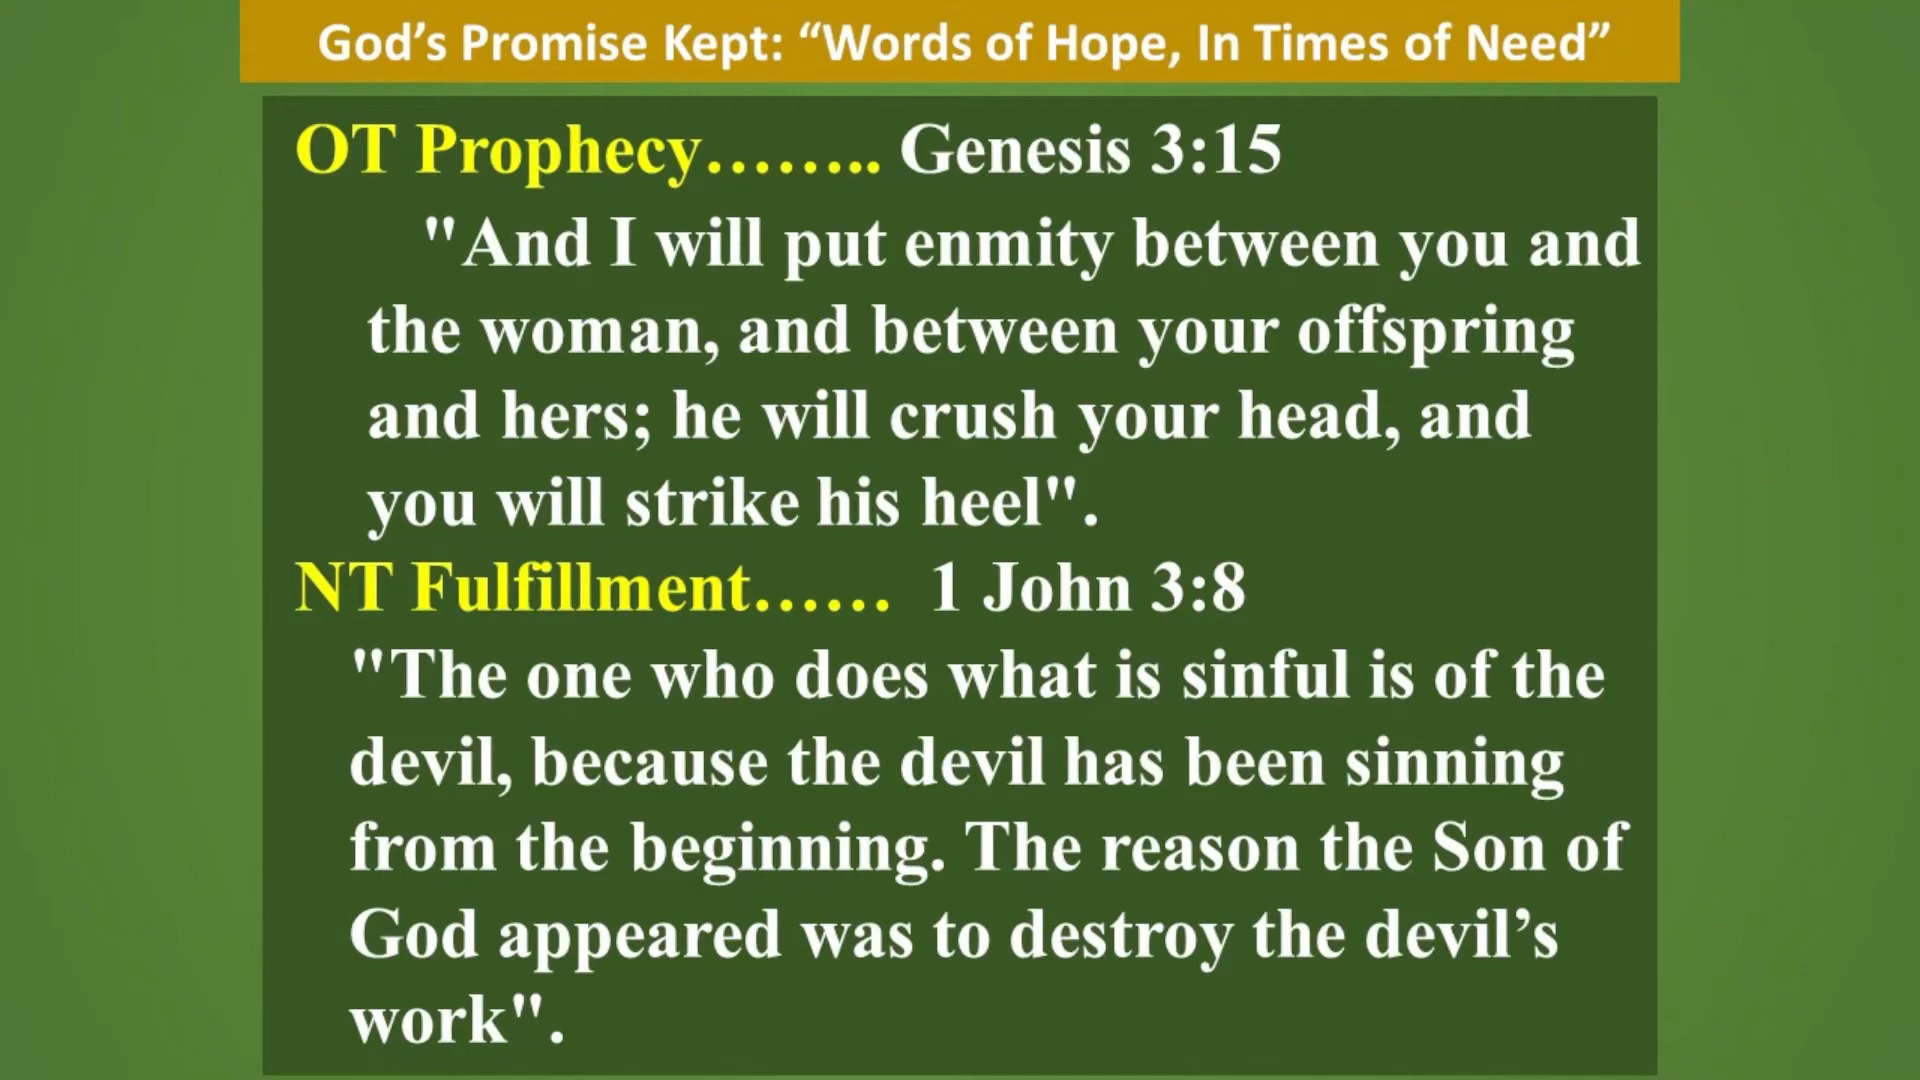 God’s Promise Kept: “Words of Hope, In Times of Need”
OT Prophecy…….. Genesis 3:15
"And I will put enmity between you and
the woman, and between your offspring
and hers; he will crush your head, and
you will strike his heel".
NT Fulfillment…… 1 John 3:8
"The one who does what is sinful is of the
devil, because the devil has been sinning
from the beginning. The reason the Son of
God appeared was to destroy the devil’s
work".